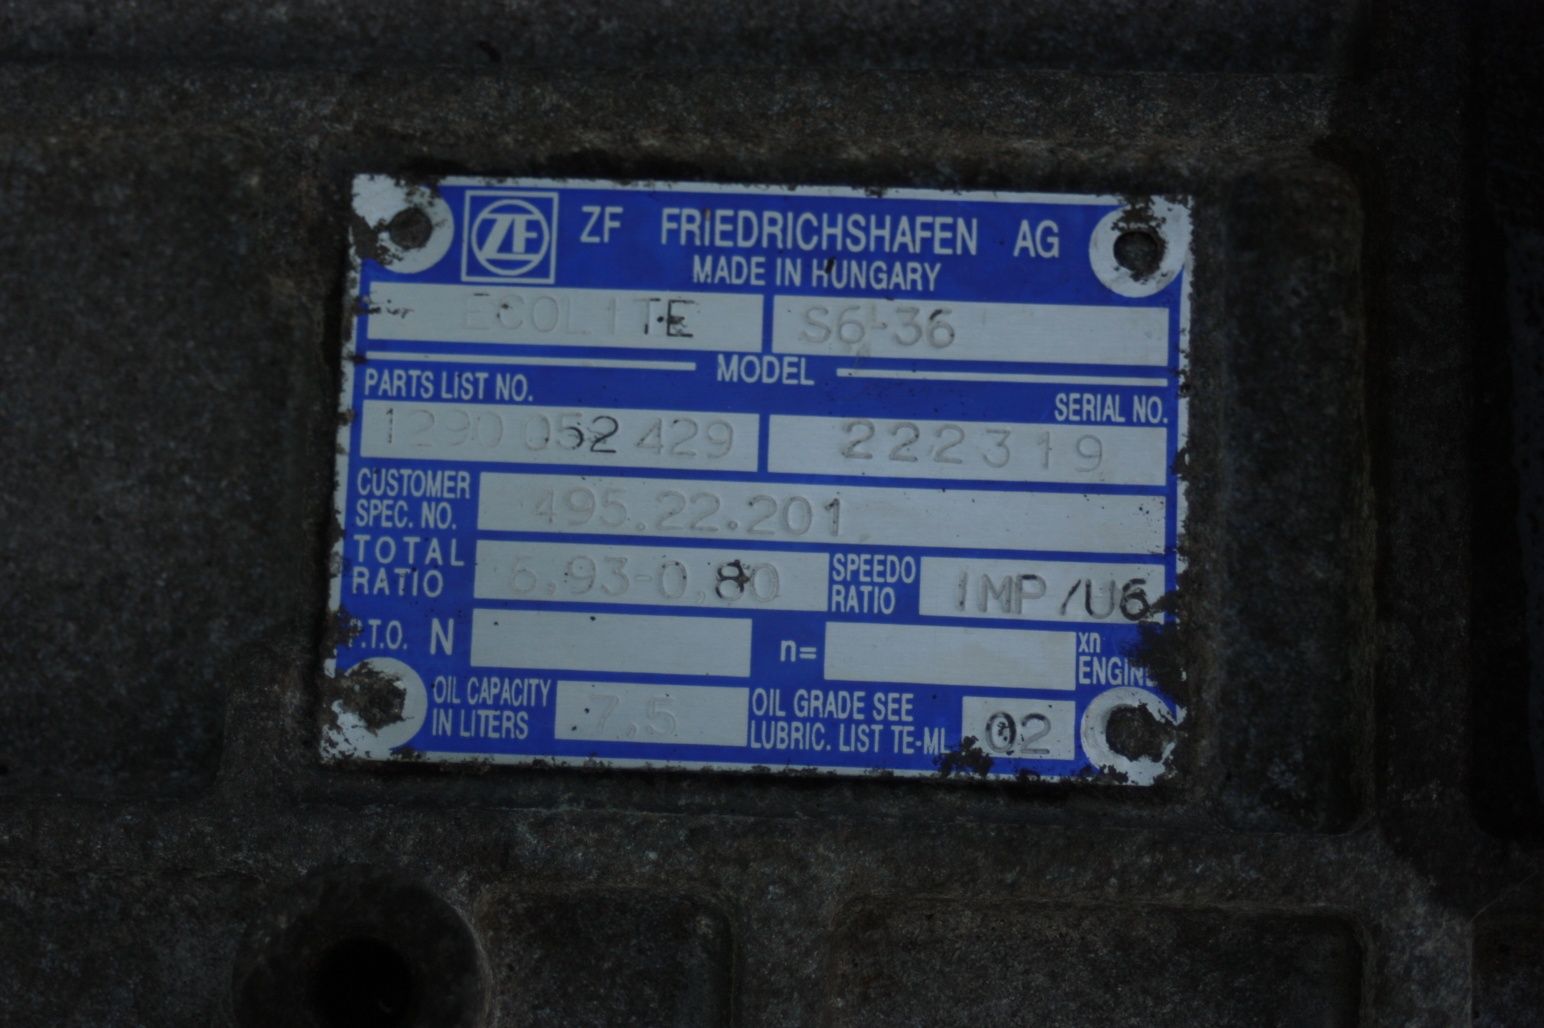 ZF ZF FRIEDRICHSHAFEN AG
MADE IN HUNGARY
ECOLITE S6-36
MODEL
PARTS LIST NO. SERIAL NO.
1290 052 429 222319
CUSTOMER SPEC. NO. 495.22.201
TOTAL RATIO 6,93-0,80 SPEEDO RATIO IMP/U6
P.T.O. N n= xn ENGINE
OIL CAPACITY IN LITERS 7,5 OIL GRADE SEE LUBRIC. LIST TE-ML 02